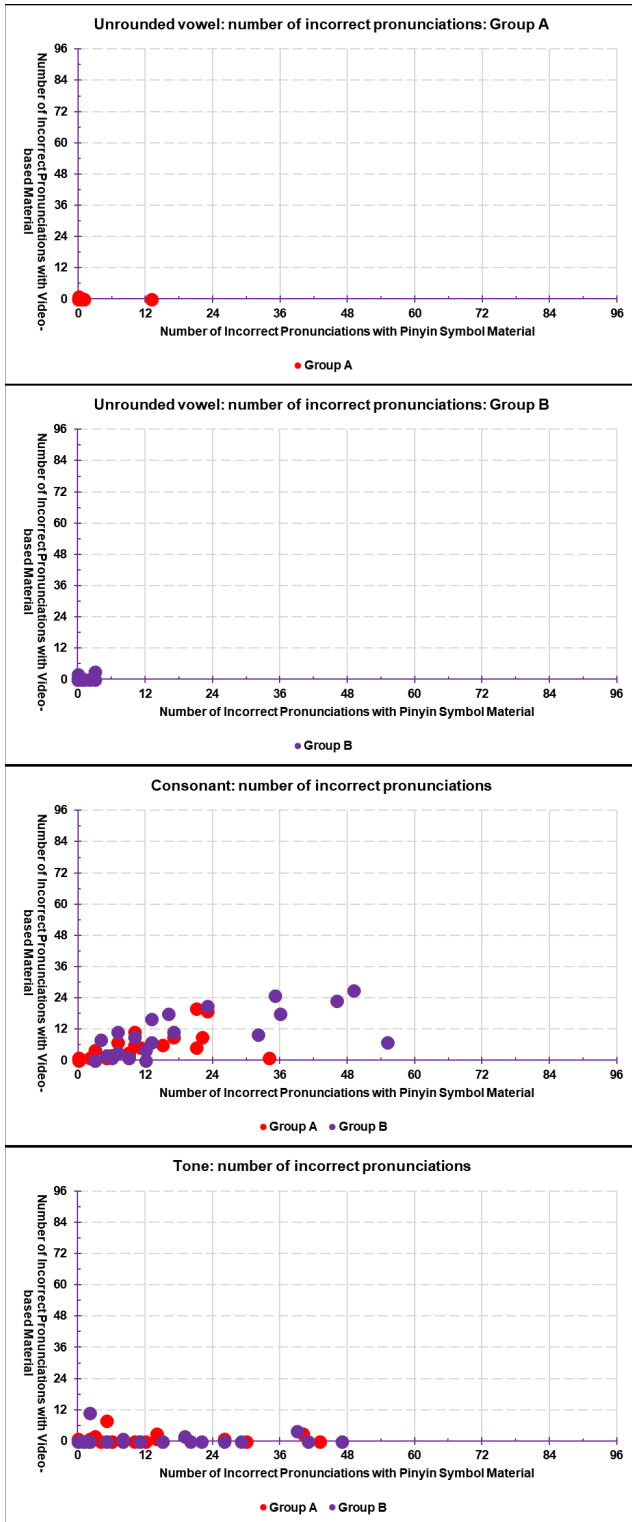 Unrounded vowel: number of incorrect pronunciations: Group A
Number of Incorrect Pronunciations with Video-
based Material
96
84
72
60
48
36
24
12
0
0 12 24 36 48 60 72 84 96
Number of Incorrect Pronunciations with Pinyin Symbol Material
Group A
Unrounded vowel: number of incorrect pronunciations: Group B
Number of Incorrect Pronunciations with Video-
based Material
96
84
72
60
48
36
24
12
0
0 12 24 36 48 60 72 84 96
Number of Incorrect Pronunciations with Pinyin Symbol Material
Group B
Consonant: number of incorrect pronunciations
Number of Incorrect Pronunciations with Video-
based Material
96
84
72
60
48
36
24
12
0
0 12 24 36 48 60 72 84 96
Number of Incorrect Pronunciations with Pinyin Symbol Material
Group A Group B
Tone: number of incorrect pronunciations
Number of Incorrect Pronunciations with Video-
based Material
96
84
72
60
48
36
24
12
0
0 12 24 36 48 60 72 84 96
Number of Incorrect Pronunciations with Pinyin Symbol Material
Group A Group B